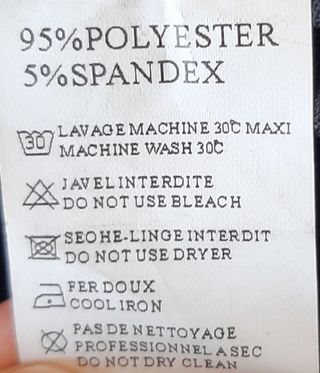 95%POLYESTER
5%SPANDEX
30 LAVAGE MACHINE 30℃ MAXI
MACHINE WASH 30℃
JAVEL INTERDITE
DO NOT USE BLEACH
SEOHE-LINGE INTERDIT
DO NOT USE DRYER
FER DOUX
COOL IRON
PAS DE NETTOYAGE
PROFESSIONNEL A SEC
DO NOT DRY CLEAN